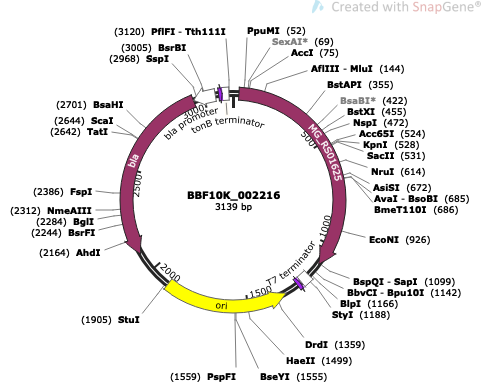 Created with SnapGene®
(3120) PflFI - Tth111I
(3005) BsrBI
(2968) SspI
PpuMI (52)
SexAI* (69)
AccI (75)
AflIII - MluI (144)
BstAPI (355)
BsaBI* (422)
BstXI (455)
NspI (472)
Acc65I (524)
KpnI (528)
SacII (531)
NruI (614)
AsiSI (672)
AvaI - BsoBI (685)
BmeT110I (686)
EcoNI (926)
BspQI - SapI (1099)
BbvCI - Bpu10I (1142)
BlpI (1166)
StyI (1188)
DrdI (1359)
HaeII (1499)
BseYI (1555)
(1559) PspFI
(1905) StuI
(2164) AhdI
(2244) BsrFI
(2284) BglI
(2312) NmeAIII
(2386) FspI
(2642) TatI
(2644) ScaI
(2701) BsaHI
bla promoter
tonB terminator
MG_RS01625
T7 terminator
ori
bla
500
1000
1500
2000
2500
3000
BBF10K_002216
3139 bp